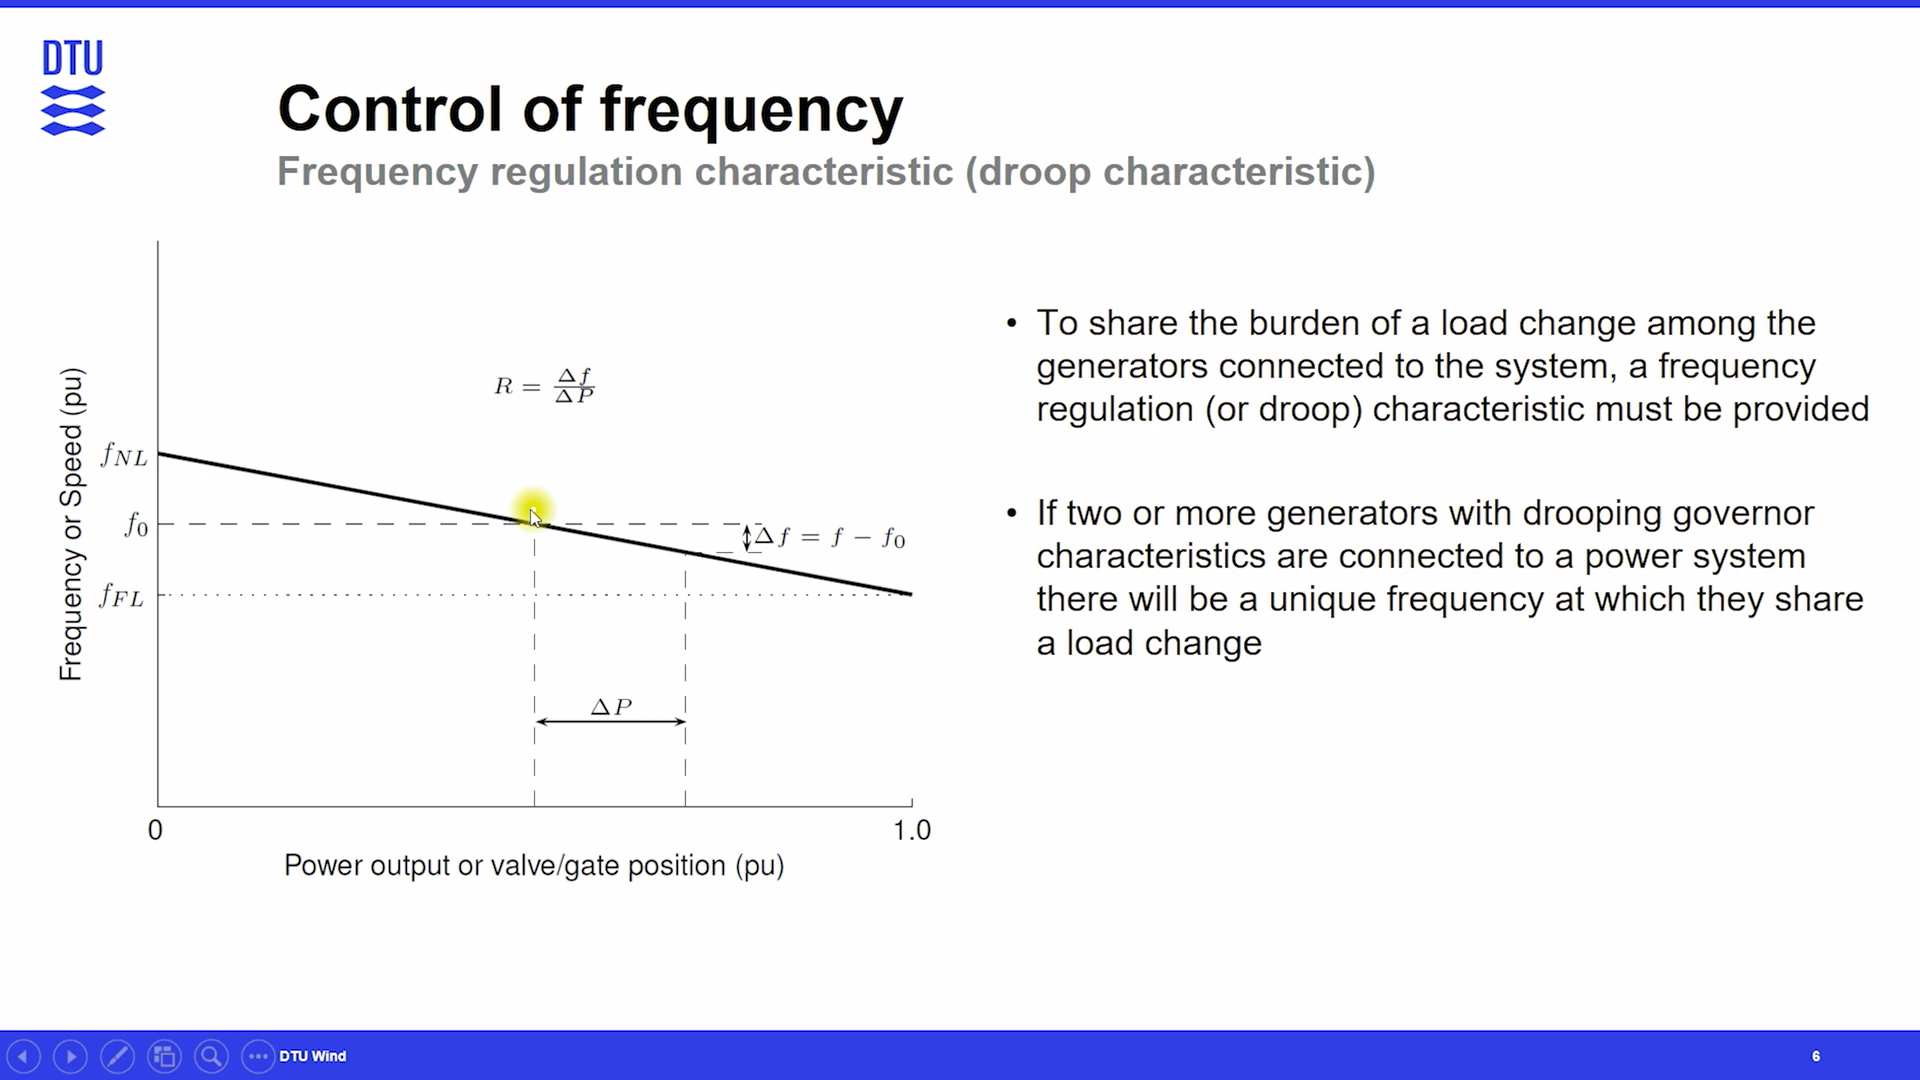 DTU
Control of frequency
Frequency regulation characteristic (droop characteristic)
Frequency or Speed (pu)
R = Δf/ΔP
f_NL
f_0
f_FL
Δf = f − f_0
ΔP
0
1.0
Power output or valve/gate position (pu)
• To share the burden of a load change among the
generators connected to the system, a frequency
regulation (or droop) characteristic must be provided
• If two or more generators with drooping governor
characteristics are connected to a power system
there will be a unique frequency at which they share
a load change
DTU Wind
6